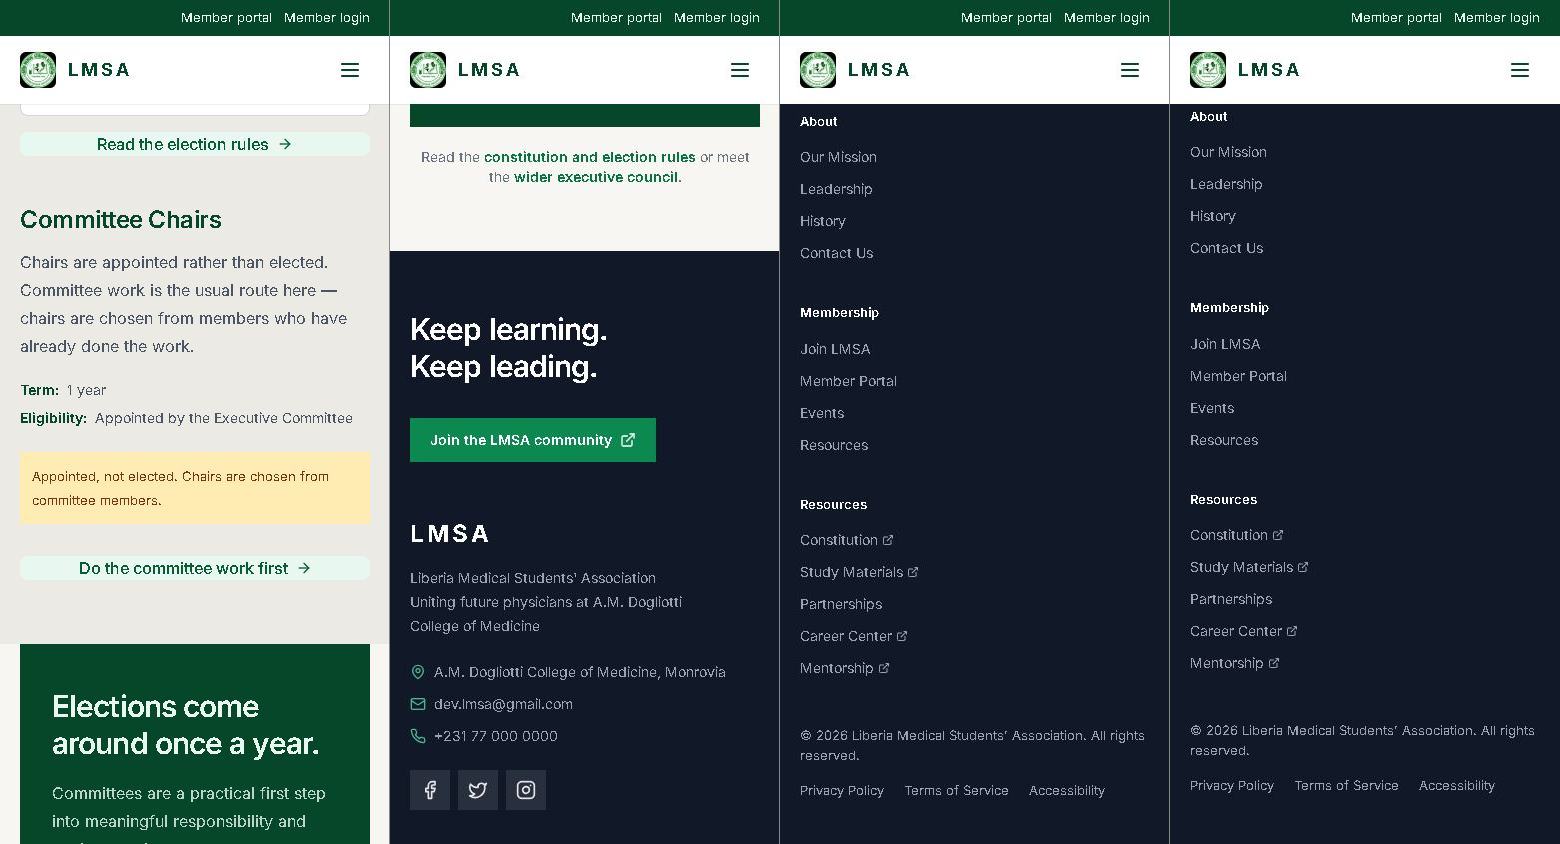 Member portal Member login
LMSA
Read the election rules
Committee Chairs
Chairs are appointed rather than elected.
Committee work is the usual route here —
chairs are chosen from members who have
already done the work.
Term: 1 year
Eligibility: Appointed by the Executive Committee
Appointed, not elected. Chairs are chosen from
committee members.
Do the committee work first
Elections come
around once a year.
Committees are a practical first step
into meaningful responsibility and
Member portal Member login
LMSA
Read the constitution and election rules or meet
the wider executive council.
Keep learning.
Keep leading.
Join the LMSA community
LMSA
Liberia Medical Students' Association
Uniting future physicians at A.M. Dogliotti
College of Medicine
A.M. Dogliotti College of Medicine, Monrovia
dev.lmsa@gmail.com
+231 77 000 0000
Member portal Member login
LMSA
About
Our Mission
Leadership
History
Contact Us
Membership
Join LMSA
Member Portal
Events
Resources
Resources
Constitution
Study Materials
Partnerships
Career Center
Mentorship
© 2026 Liberia Medical Students’ Association. All rights
reserved.
Privacy Policy Terms of Service Accessibility
Member portal Member login
LMSA
About
Our Mission
Leadership
History
Contact Us
Membership
Join LMSA
Member Portal
Events
Resources
Resources
Constitution
Study Materials
Partnerships
Career Center
Mentorship
© 2026 Liberia Medical Students’ Association. All rights
reserved.
Privacy Policy Terms of Service Accessibility